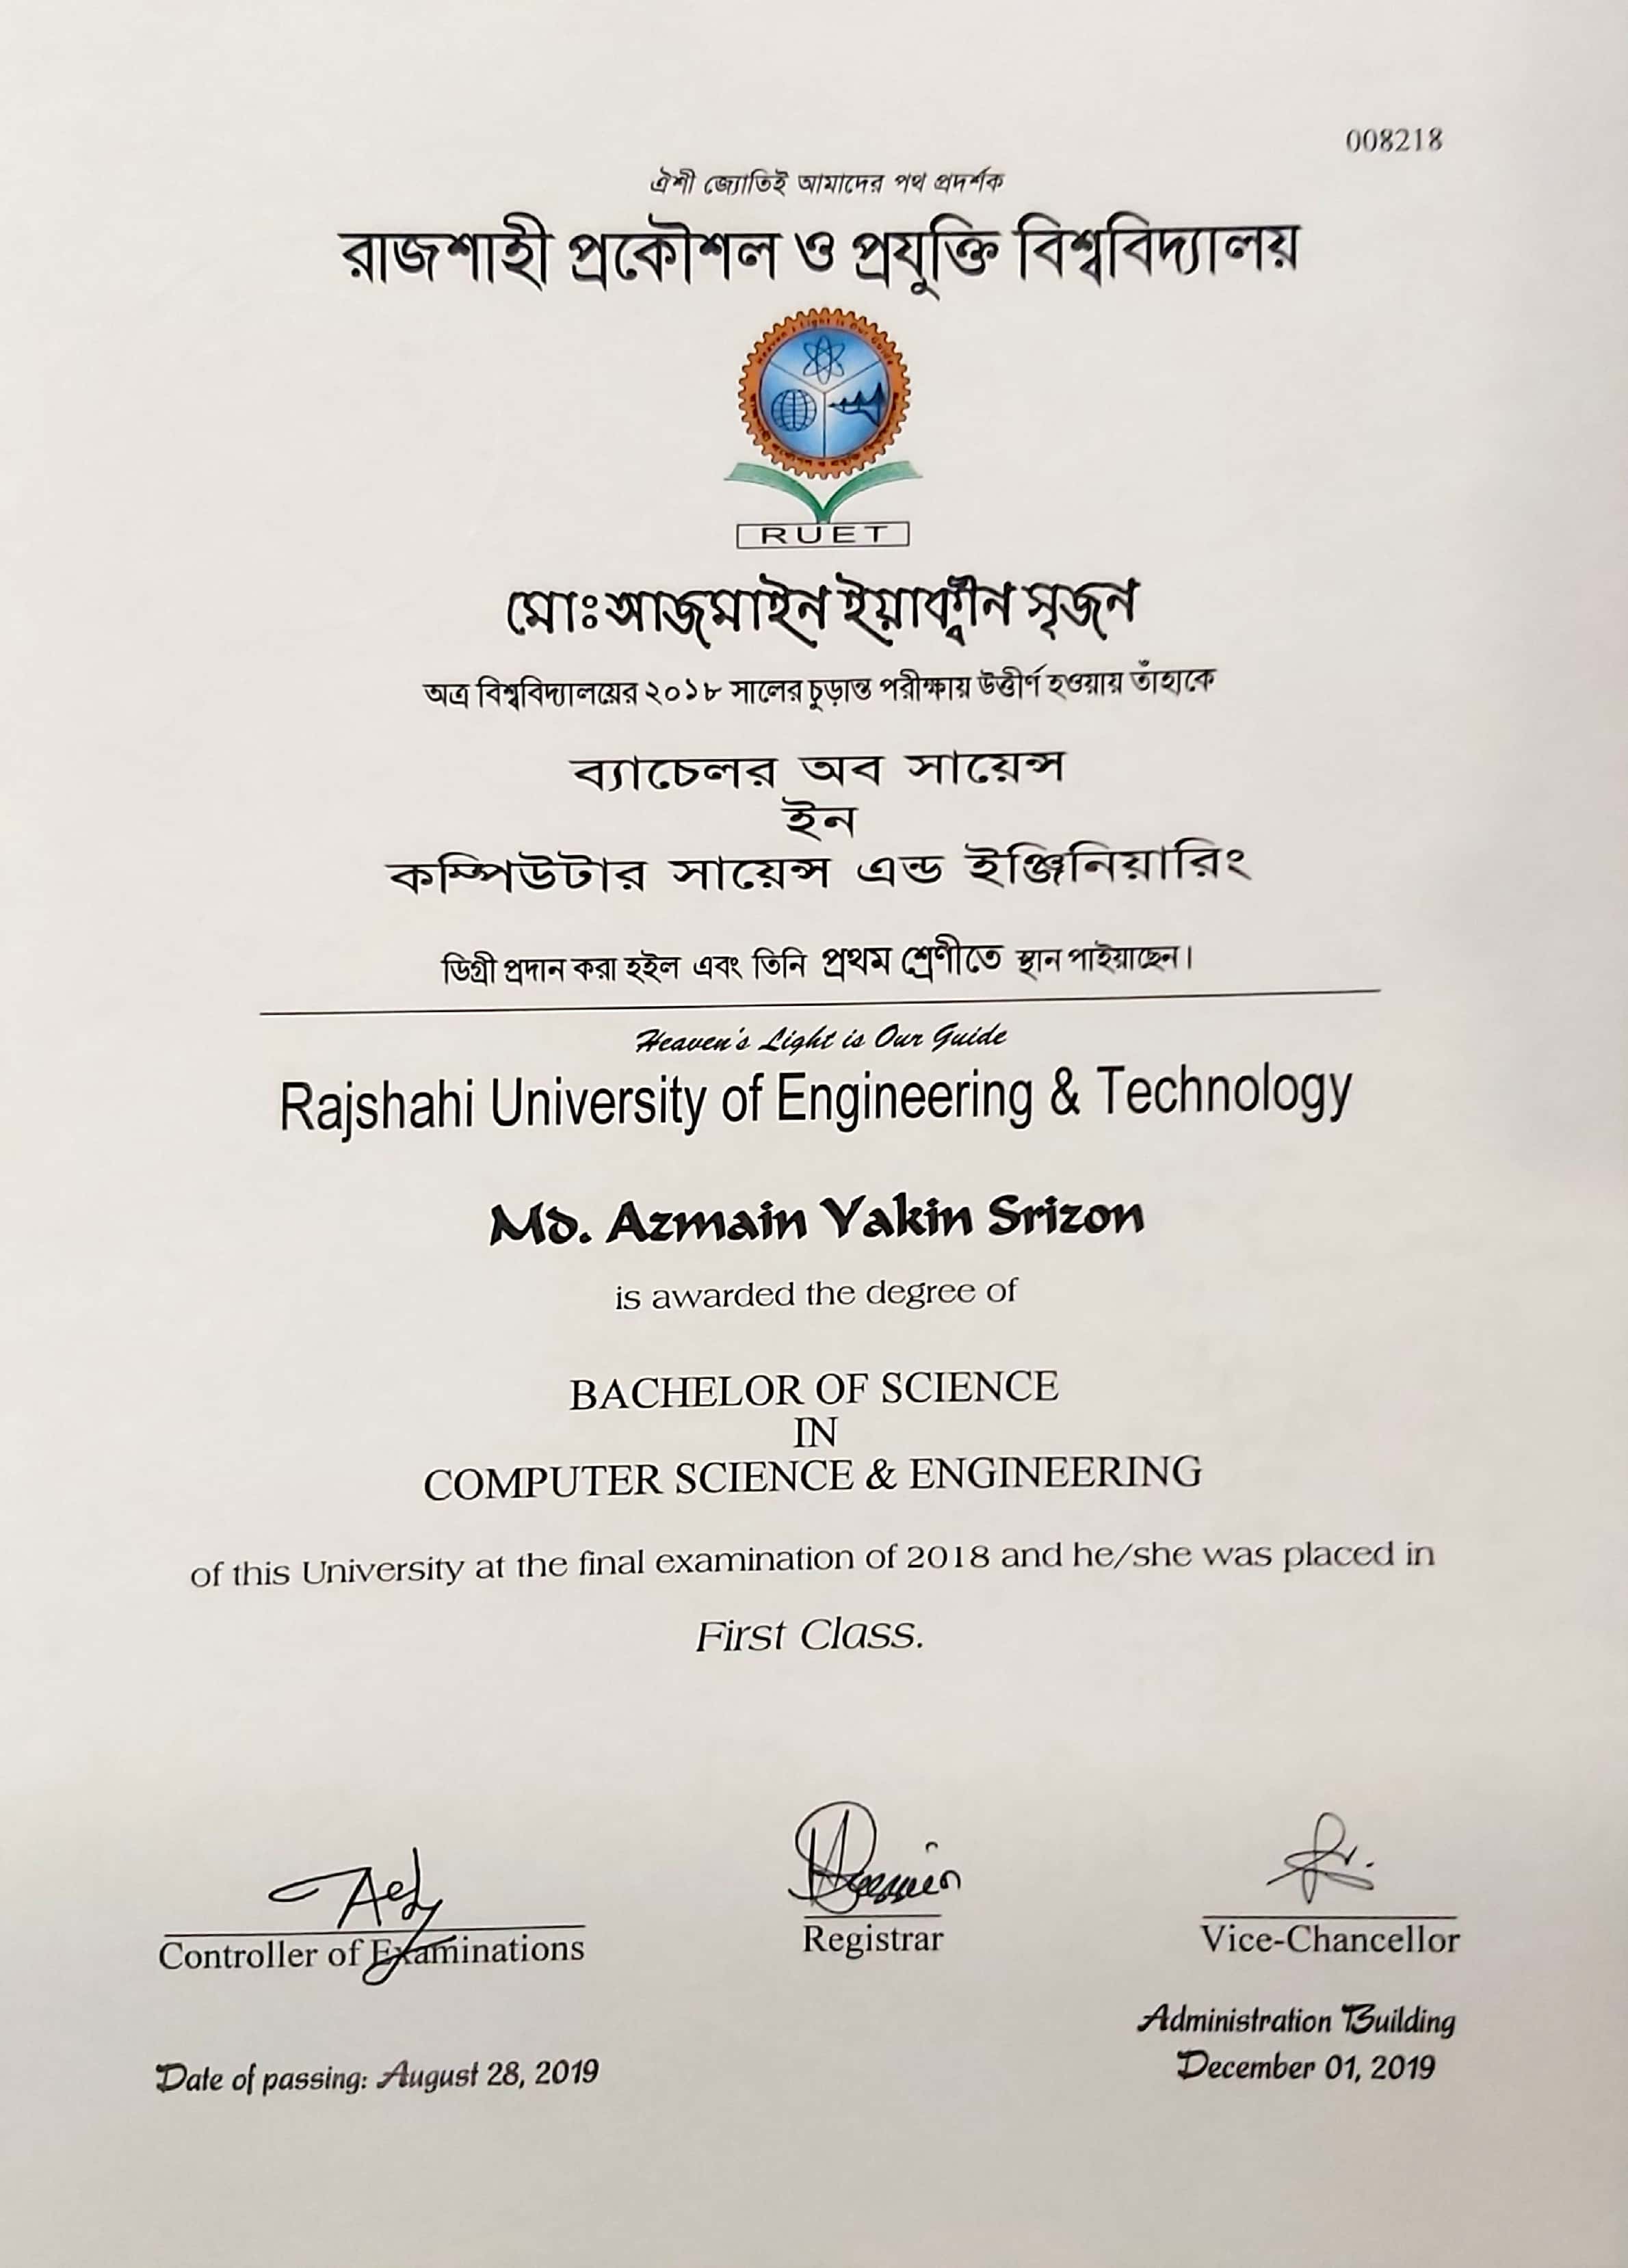 008218
ঐশী জ্যোতিই আমাদের পথ প্রদর্শক
রাজশাহী প্রকৌশল ও প্রযুক্তি বিশ্ববিদ্যালয়
Heaven's Light is Our Guide
RUET
মোঃ আজমাইন ইয়াক্বীন সৃজন
অত্র বিশ্ববিদ্যালয়ের ২০১৮ সালের চুড়ান্ত পরীক্ষায় উত্তীর্ণ হওয়ায় তাঁহাকে
ব্যাচেলর অব সায়েন্স
ইন
কম্পিউটার সায়েন্স এন্ড ইঞ্জিনিয়ারিং
ডিগ্রী প্রদান করা হইল এবং তিনি প্রথম শ্রেণীতে স্থান পাইয়াছেন।
Heaven's Light is Our Guide
Rajshahi University of Engineering & Technology
Md. Azmain Yakin Srizon
is awarded the degree of
BACHELOR OF SCIENCE
IN
COMPUTER SCIENCE & ENGINEERING
of this University at the final examination of 2018 and he/she was placed in
First Class.
Controller of Examinations
Registrar
Vice-Chancellor
Administration Building
December 01, 2019
Date of passing: August 28, 2019